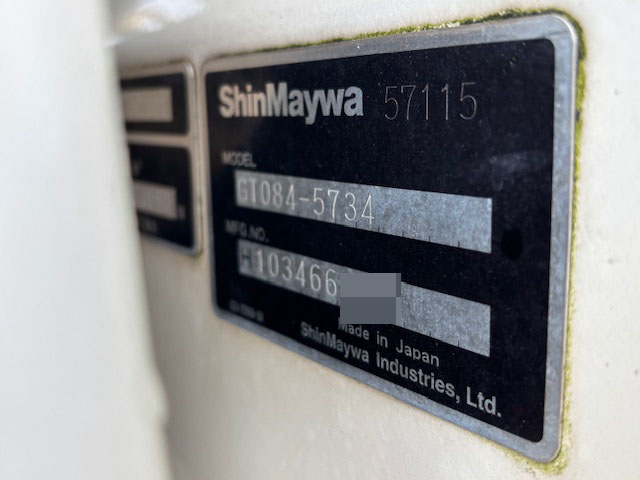 ShinMaywa 57115
MODEL
GT084-5734
MFG.NO.
H103466
Made in Japan
ShinMaywa Industries, Ltd.